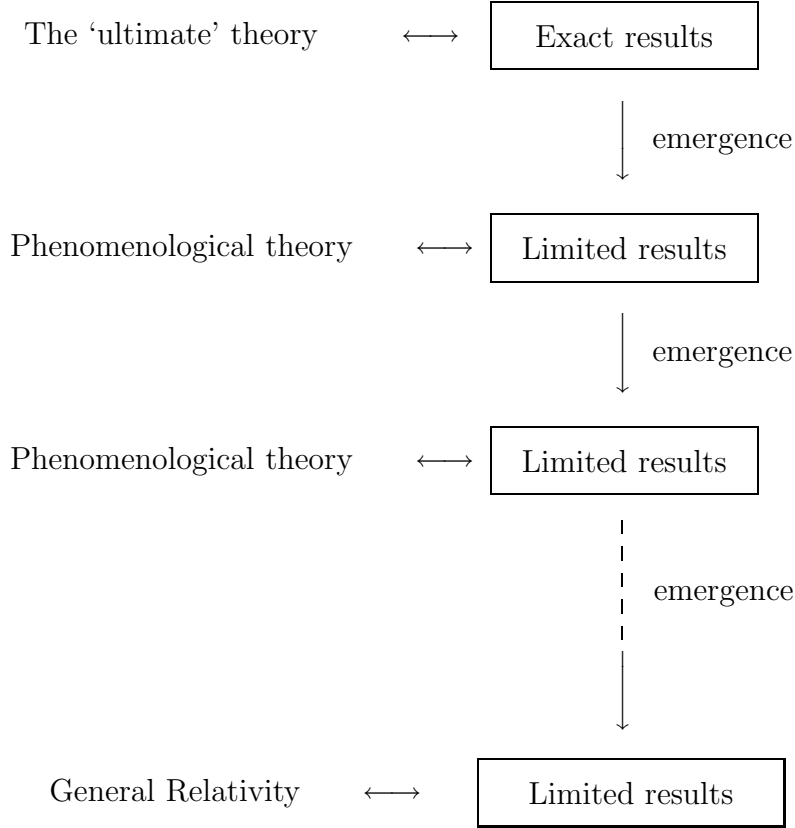 The ‘ultimate’ theory ⟷ Exact results
emergence
Phenomenological theory ⟷ Limited results
emergence
Phenomenological theory ⟷ Limited results
emergence
General Relativity ⟷ Limited results